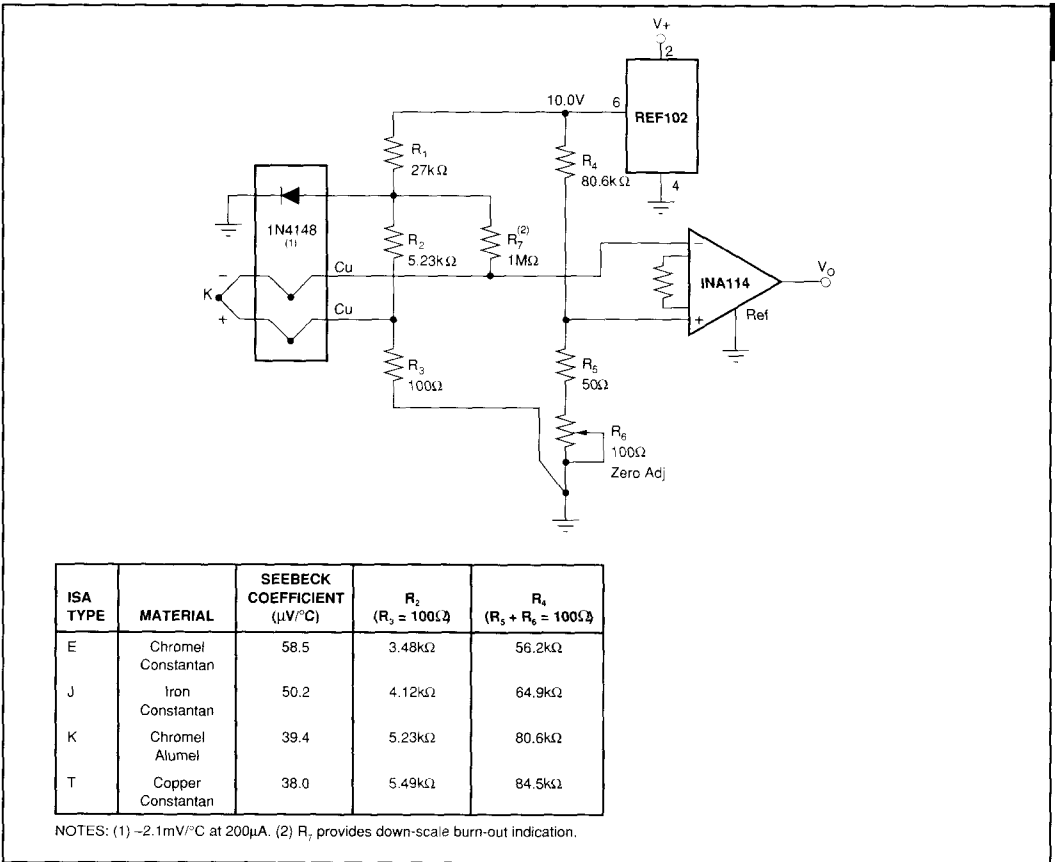 V+
2
10.0V
6
REF102
R₁
27kΩ
R₄
80.6kΩ
4
1N4148
(1)
R₂
5.23kΩ
R₇ (2)
1MΩ
Cu
−
K
+
Cu
−
INA114
V_O
+
Ref
R₃
100Ω
R₅
50Ω
R₆
100Ω
Zero Adj
ISA TYPE | MATERIAL | SEEBECK COEFFICIENT (μV/°C) | R₂ (R₃ = 100Ω) | R₄ (R₅ + R₆ = 100Ω)
E | Chromel Constantan | 58.5 | 3.48kΩ | 56.2kΩ
J | Iron Constantan | 50.2 | 4.12kΩ | 64.9kΩ
K | Chromel Alumel | 39.4 | 5.23kΩ | 80.6kΩ
T | Copper Constantan | 38.0 | 5.49kΩ | 84.5kΩ
NOTES: (1) –2.1mV/°C at 200μA. (2) R₇ provides down-scale burn-out indication.